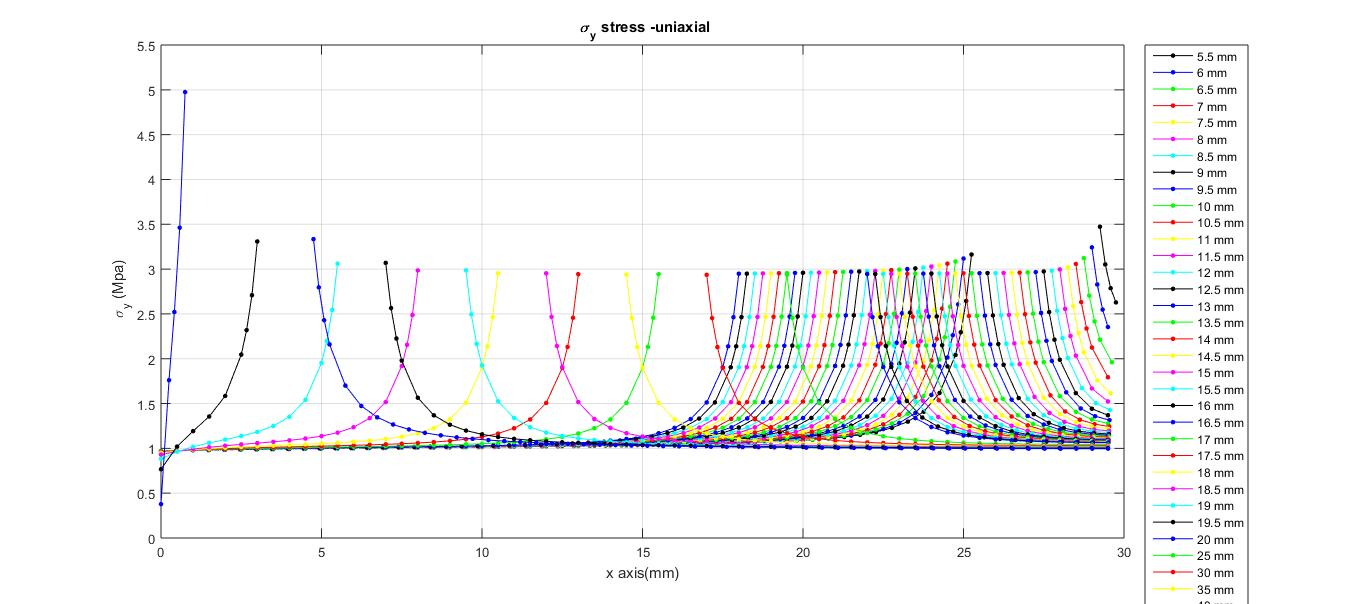 σy stress -uniaxial
5.5
5
4.5
4
3.5
3
2.5
2
1.5
1
0.5
0
σy (Mpa)
0 5 10 15 20 25 30
x axis(mm)
5.5 mm
6 mm
6.5 mm
7 mm
7.5 mm
8 mm
8.5 mm
9 mm
9.5 mm
10 mm
10.5 mm
11 mm
11.5 mm
12 mm
12.5 mm
13 mm
13.5 mm
14 mm
14.5 mm
15 mm
15.5 mm
16 mm
16.5 mm
17 mm
17.5 mm
18 mm
18.5 mm
19 mm
19.5 mm
20 mm
25 mm
30 mm
35 mm